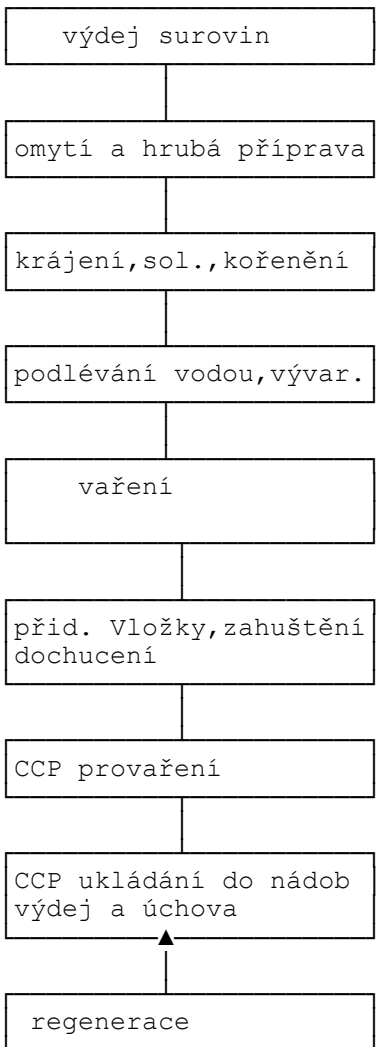 výdej surovin
omytí a hrubá příprava
krájení,sol.,kořenění
podlévání vodou,vývar.
vaření
přid. Vložky,zahuštění
dochucení
CCP provaření
CCP ukládání do nádob
výdej a úchova
regenerace